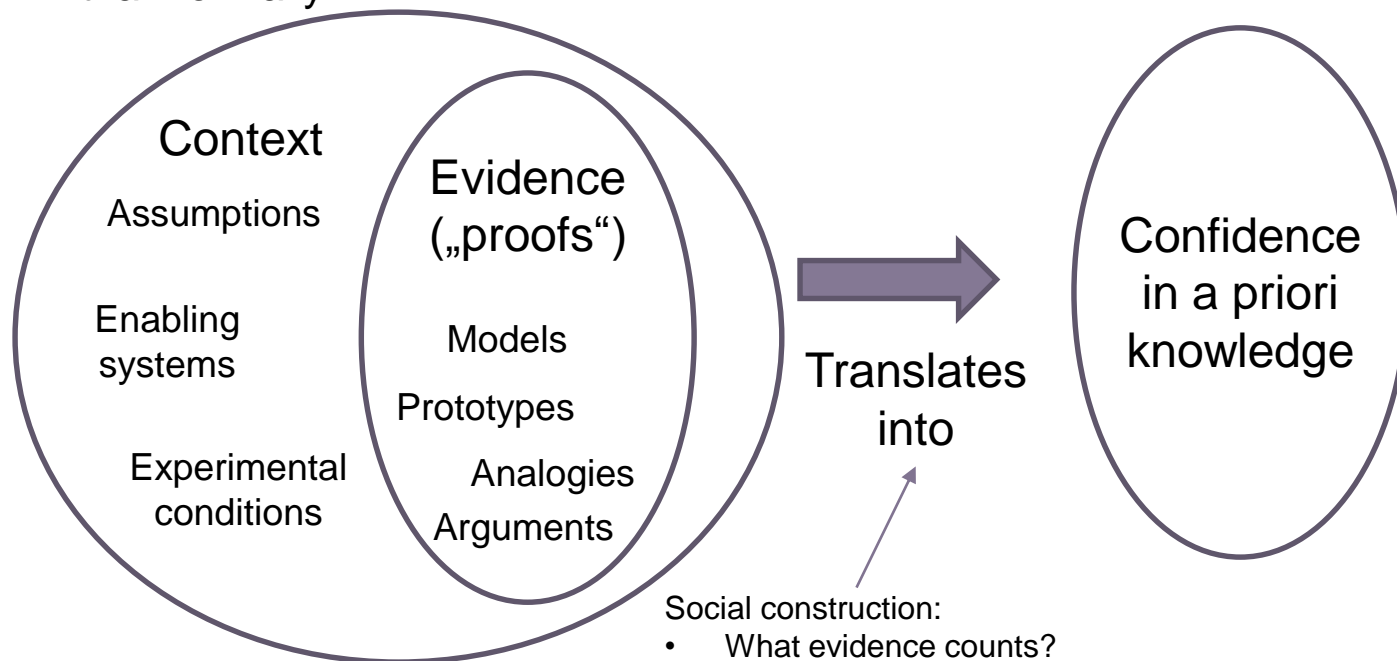 Context
Assumptions
Enabling
systems
Experimental
conditions
Evidence
(„proofs“)
Models
Prototypes
Analogies
Arguments
Translates
into
Confidence
in a priori
knowledge
Social construction:
• What evidence counts?